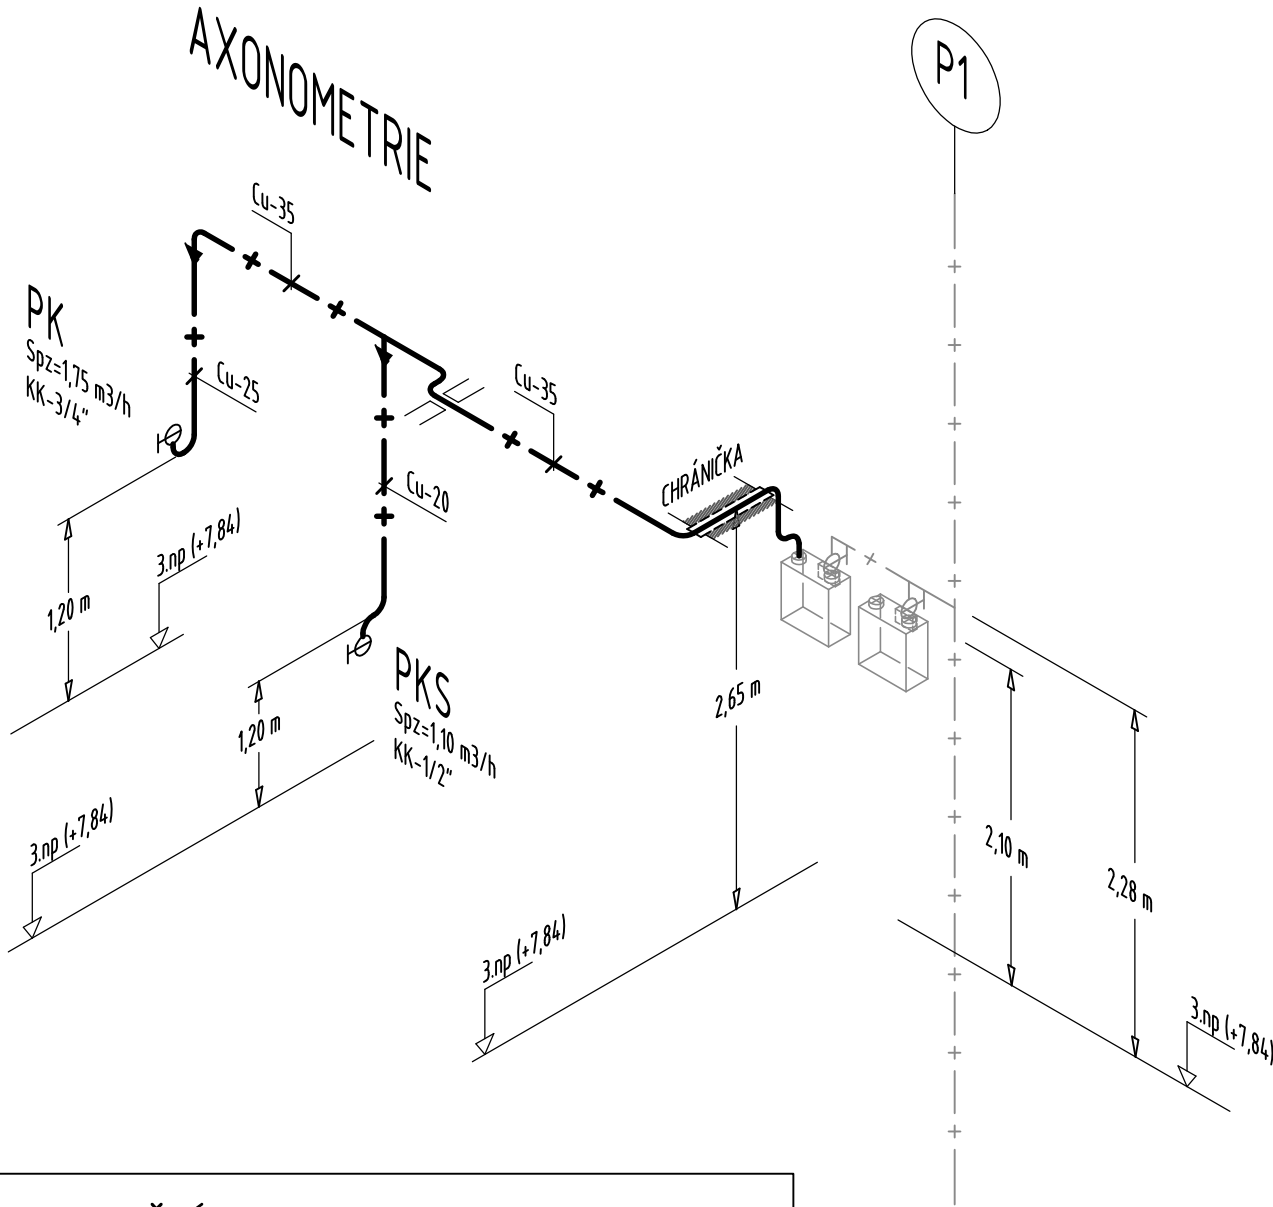 AXONOMETRIE
P1
Cu-35
PK
Spz=1,75 m3/h
KK-3/4"
Cu-25
Cu-35
CHRÁNIČKA
Cu-20
3.np (+7,84)
1,20 m
PKS
Spz=1,10 m3/h
KK-1/2"
1,20 m
2,65 m
3.np (+7,84)
2,10 m
2,28 m
3.np (+7,84)
3.np (+7,84)